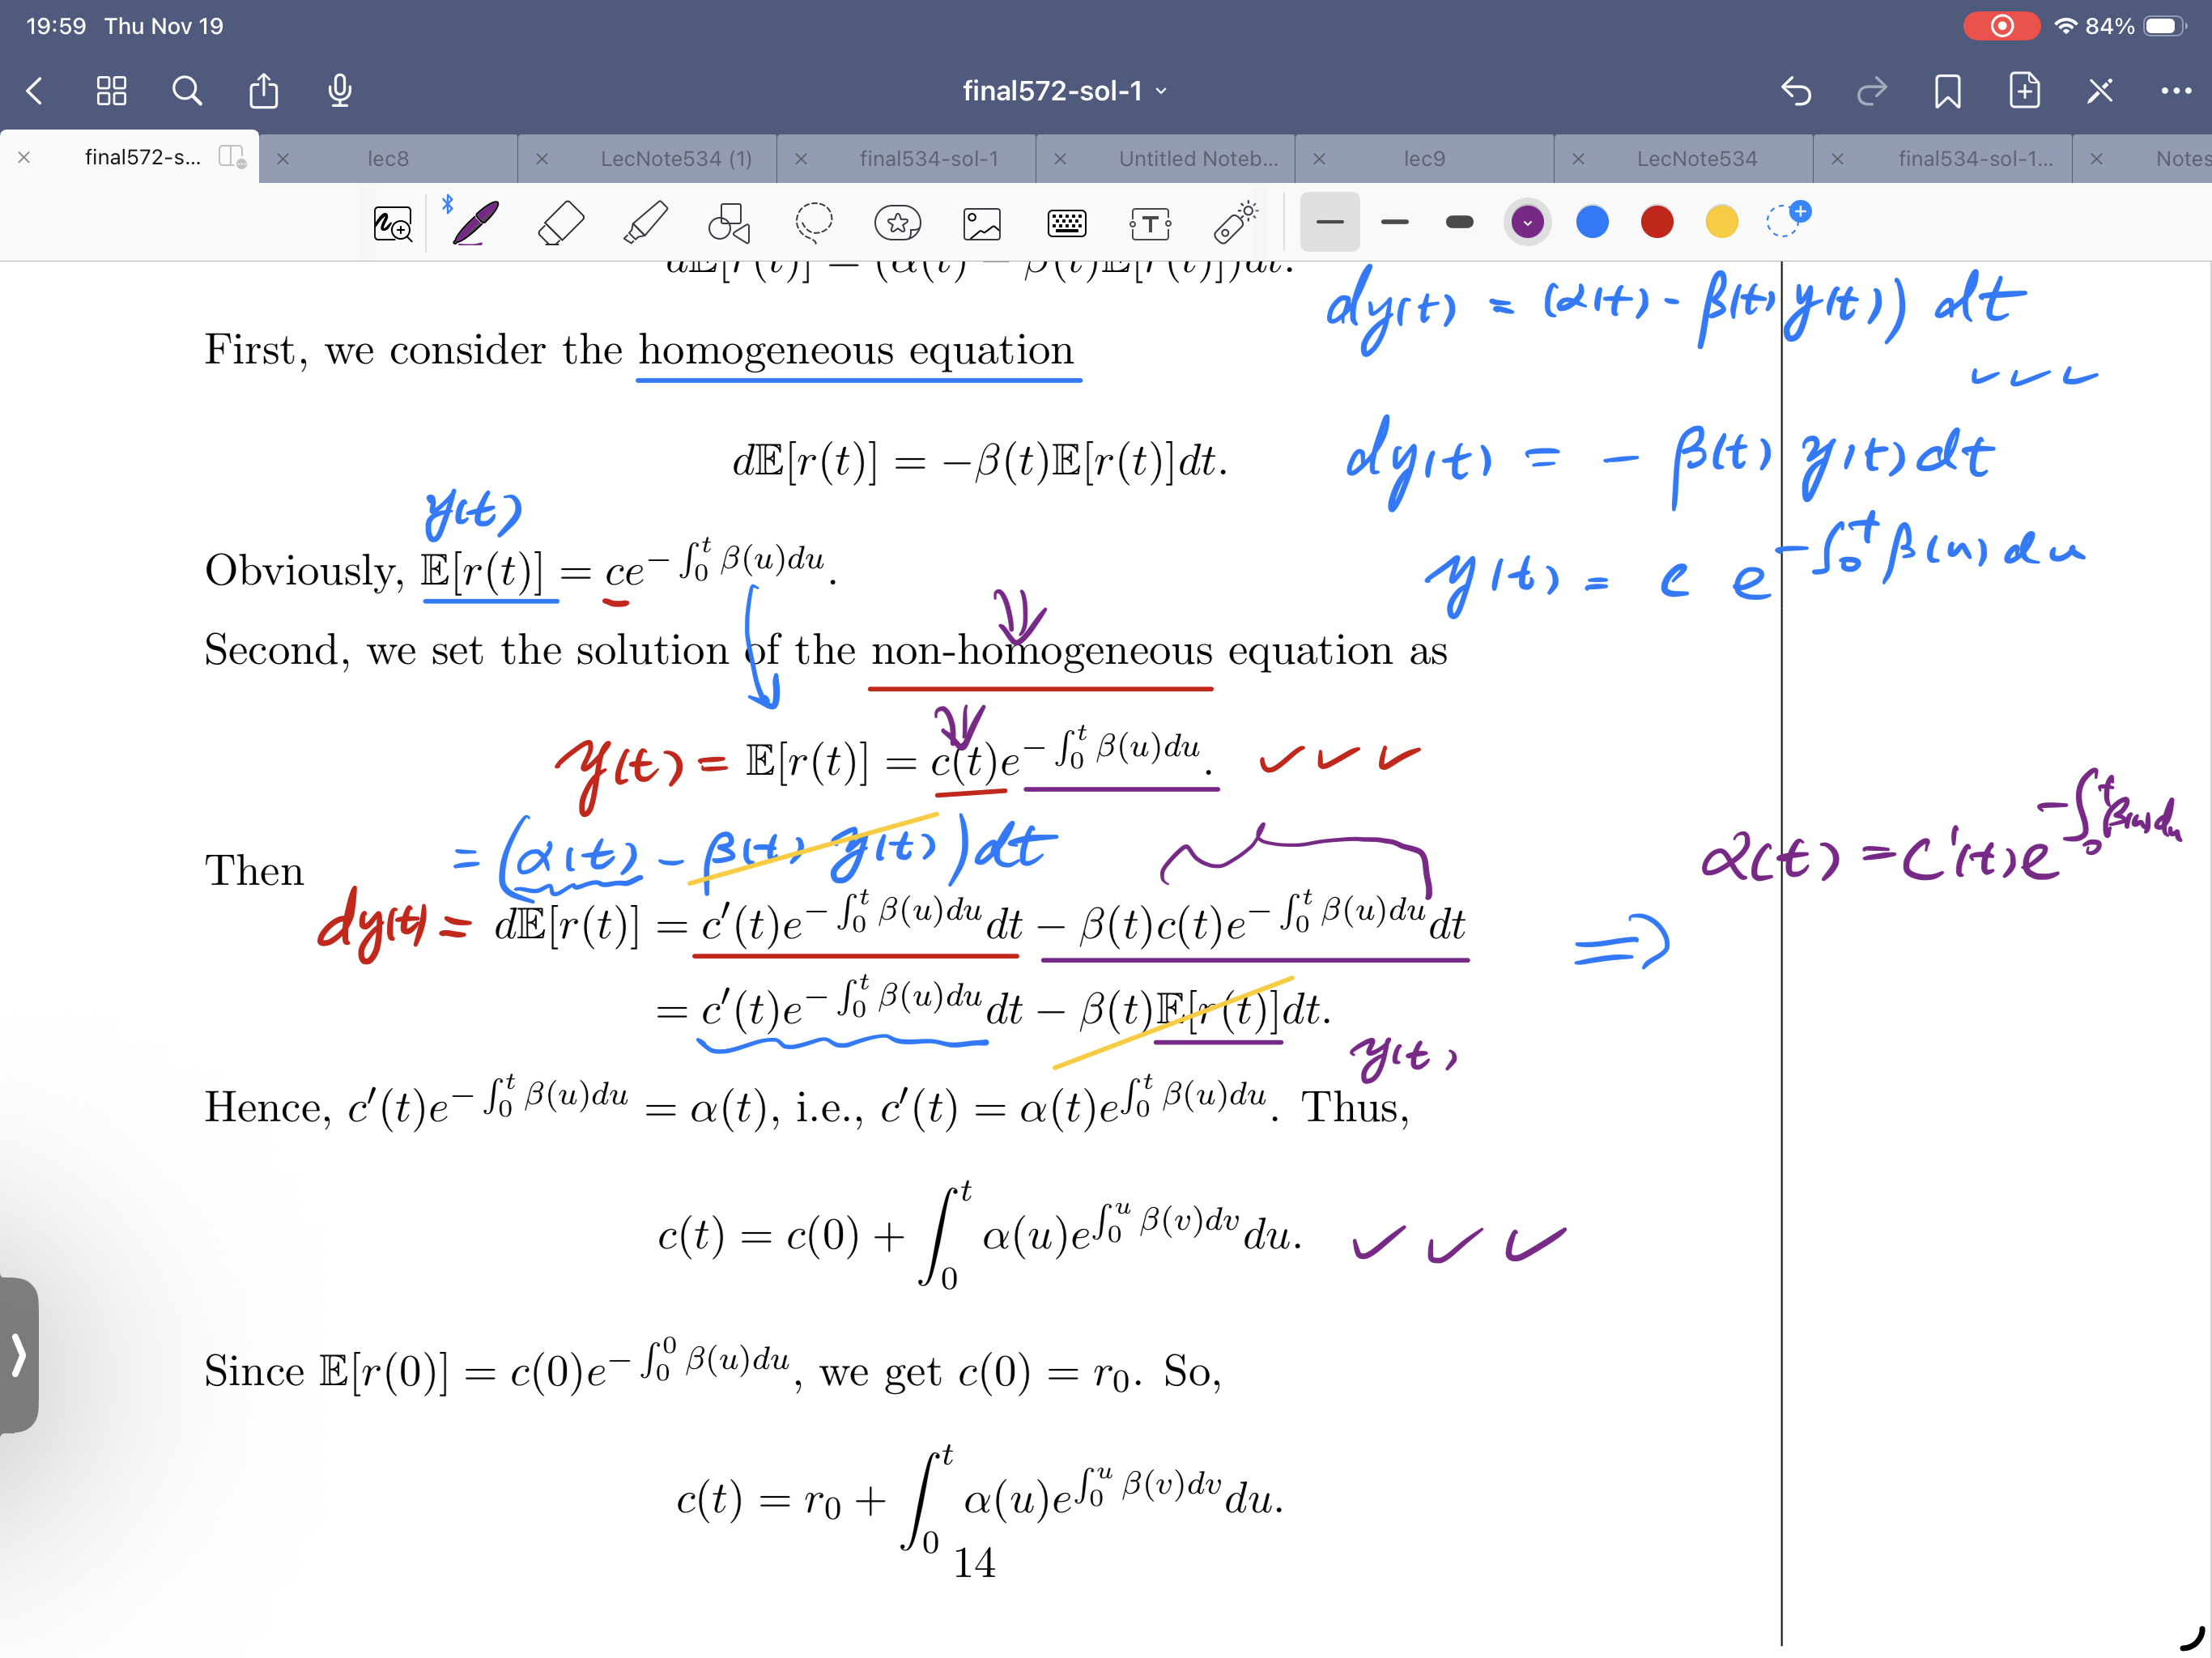 19:59 Thu Nov 19 84%
final572-sol-1
final572-s... lec8 LecNote534 (1) final534-sol-1 Untitled Noteb... lec9 LecNote534 final534-sol-1... Notes
d𝔼[r(t)] = (α(t) − β(t)𝔼[r(t)])dt.
dy(t) = (α(t) - β(t) y(t)) dt
First, we consider the homogeneous equation
d𝔼[r(t)] = −β(t)𝔼[r(t)]dt.
dy(t) = - β(t) y(t) dt
y(t)
Obviously, 𝔼[r(t)] = ce^{−∫_0^t β(u)du}.
y(t) = c e^{-∫_0^t β(u) du}
Second, we set the solution of the non-homogeneous equation as
y(t) = 𝔼[r(t)] = c(t)e^{−∫_0^t β(u)du}.
= (α(t) - β(t) y(t)) dt
α(t) = c'(t)e^{-∫_0^t β(u)du}
Then
dy(t) = d𝔼[r(t)] = c′(t)e^{−∫_0^t β(u)du}dt − β(t)c(t)e^{−∫_0^t β(u)du}dt ⇒
= c′(t)e^{−∫_0^t β(u)du}dt − β(t)𝔼[r(t)]dt.
y(t)
Hence, c′(t)e^{−∫_0^t β(u)du} = α(t), i.e., c′(t) = α(t)e^{∫_0^t β(u)du}. Thus,
c(t) = c(0) + ∫_0^t α(u)e^{∫_0^u β(v)dv}du.
Since 𝔼[r(0)] = c(0)e^{−∫_0^0 β(u)du}, we get c(0) = r_0. So,
c(t) = r_0 + ∫_0^t α(u)e^{∫_0^u β(v)dv}du.
14